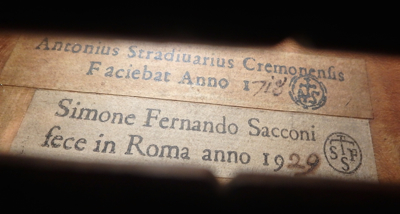 Antonius Stradiuarius Cremonensis
Faciebat Anno 1713
Simone Fernando Sacconi
fece in Roma anno 1929
S F S